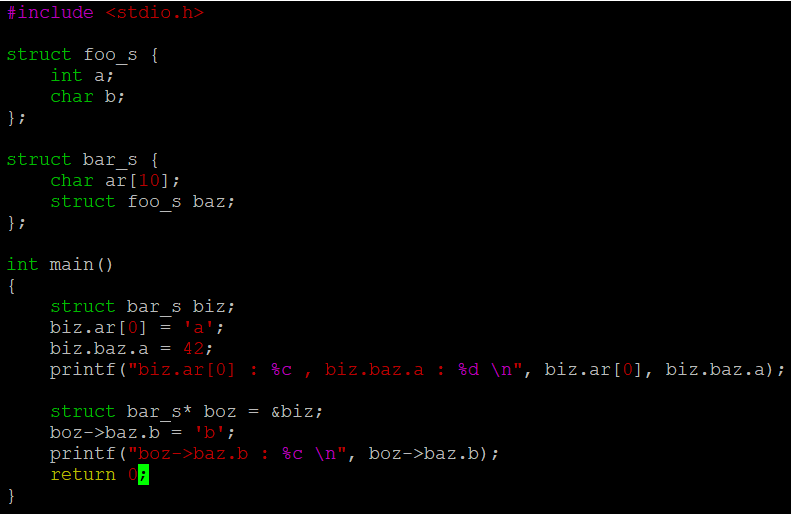 #include <stdio.h>

struct foo_s {
    int a;
    char b;
};

struct bar_s {
    char ar[10];
    struct foo_s baz;
};

int main()
{
    struct bar_s biz;
    biz.ar[0] = 'a';
    biz.baz.a = 42;
    printf("biz.ar[0] : %c , biz.baz.a : %d \n", biz.ar[0], biz.baz.a);

    struct bar_s* boz = &biz;
    boz->baz.b = 'b';
    printf("boz->baz.b : %c \n", boz->baz.b);
    return 0;
}